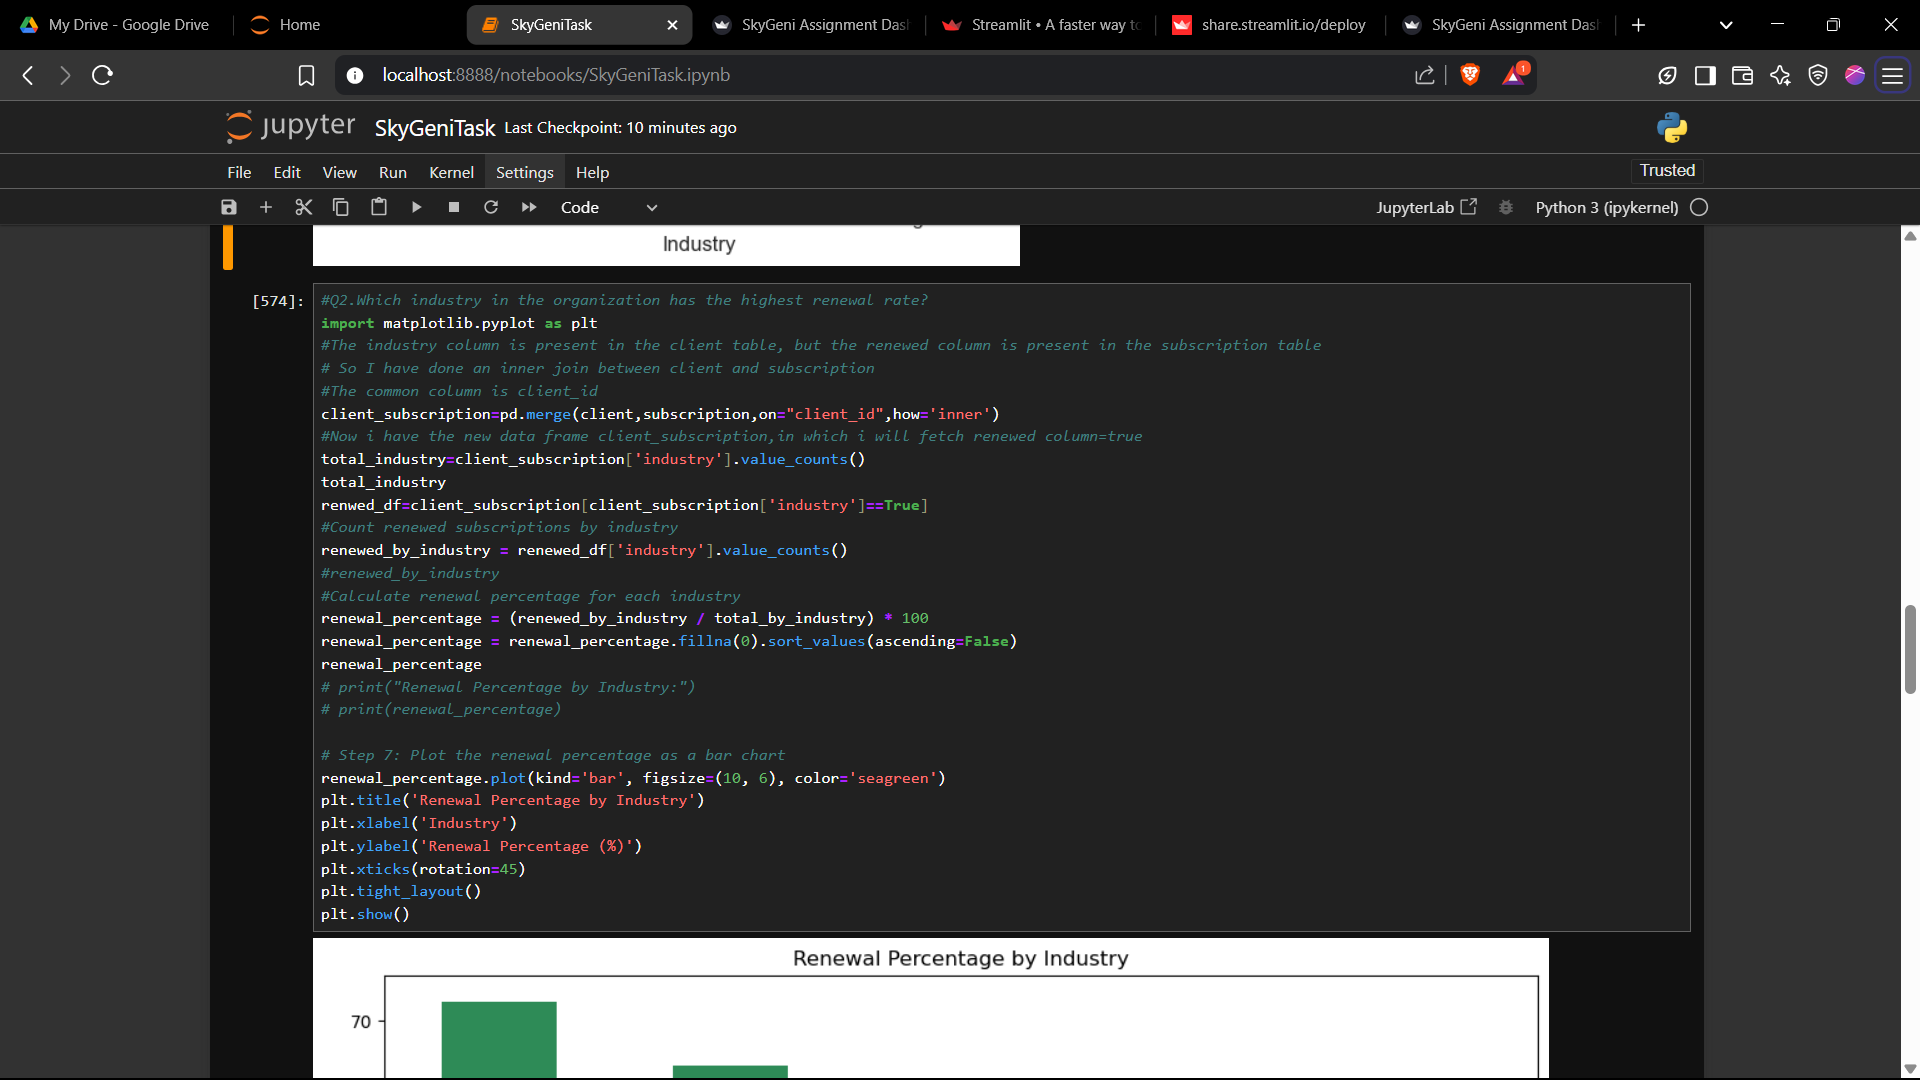 My Drive - Google Drive
Home
SkyGeniTask
SkyGeni Assignment Das
Streamlit • A faster way to
share.streamlit.io/deploy
SkyGeni Assignment Das
localhost:8888/notebooks/SkyGeniTask.ipynb
1
jupyter SkyGeniTask Last Checkpoint: 10 minutes ago
File Edit View Run Kernel Settings Help
Trusted
Code
JupyterLab
Python 3 (ipykernel)
Industry
[574]:
#Q2.Which industry in the organization has the highest renewal rate?
import matplotlib.pyplot as plt
#The industry column is present in the client table, but the renewed column is present in the subscription table
# So I have done an inner join between client and subscription
#The common column is client_id
client_subscription=pd.merge(client,subscription,on="client_id",how='inner')
#Now i have the new data frame client_subscription,in which i will fetch renewed column=true
total_industry=client_subscription['industry'].value_counts()
total_industry
renwed_df=client_subscription[client_subscription['industry']==True]
#Count renewed subscriptions by industry
renewed_by_industry = renewed_df['industry'].value_counts()
#renewed_by_industry
#Calculate renewal percentage for each industry
renewal_percentage = (renewed_by_industry / total_by_industry) * 100
renewal_percentage = renewal_percentage.fillna(0).sort_values(ascending=False)
renewal_percentage
# print("Renewal Percentage by Industry:")
# print(renewal_percentage)
# Step 7: Plot the renewal percentage as a bar chart
renewal_percentage.plot(kind='bar', figsize=(10, 6), color='seagreen')
plt.title('Renewal Percentage by Industry')
plt.xlabel('Industry')
plt.ylabel('Renewal Percentage (%)')
plt.xticks(rotation=45)
plt.tight_layout()
plt.show()
Renewal Percentage by Industry
70